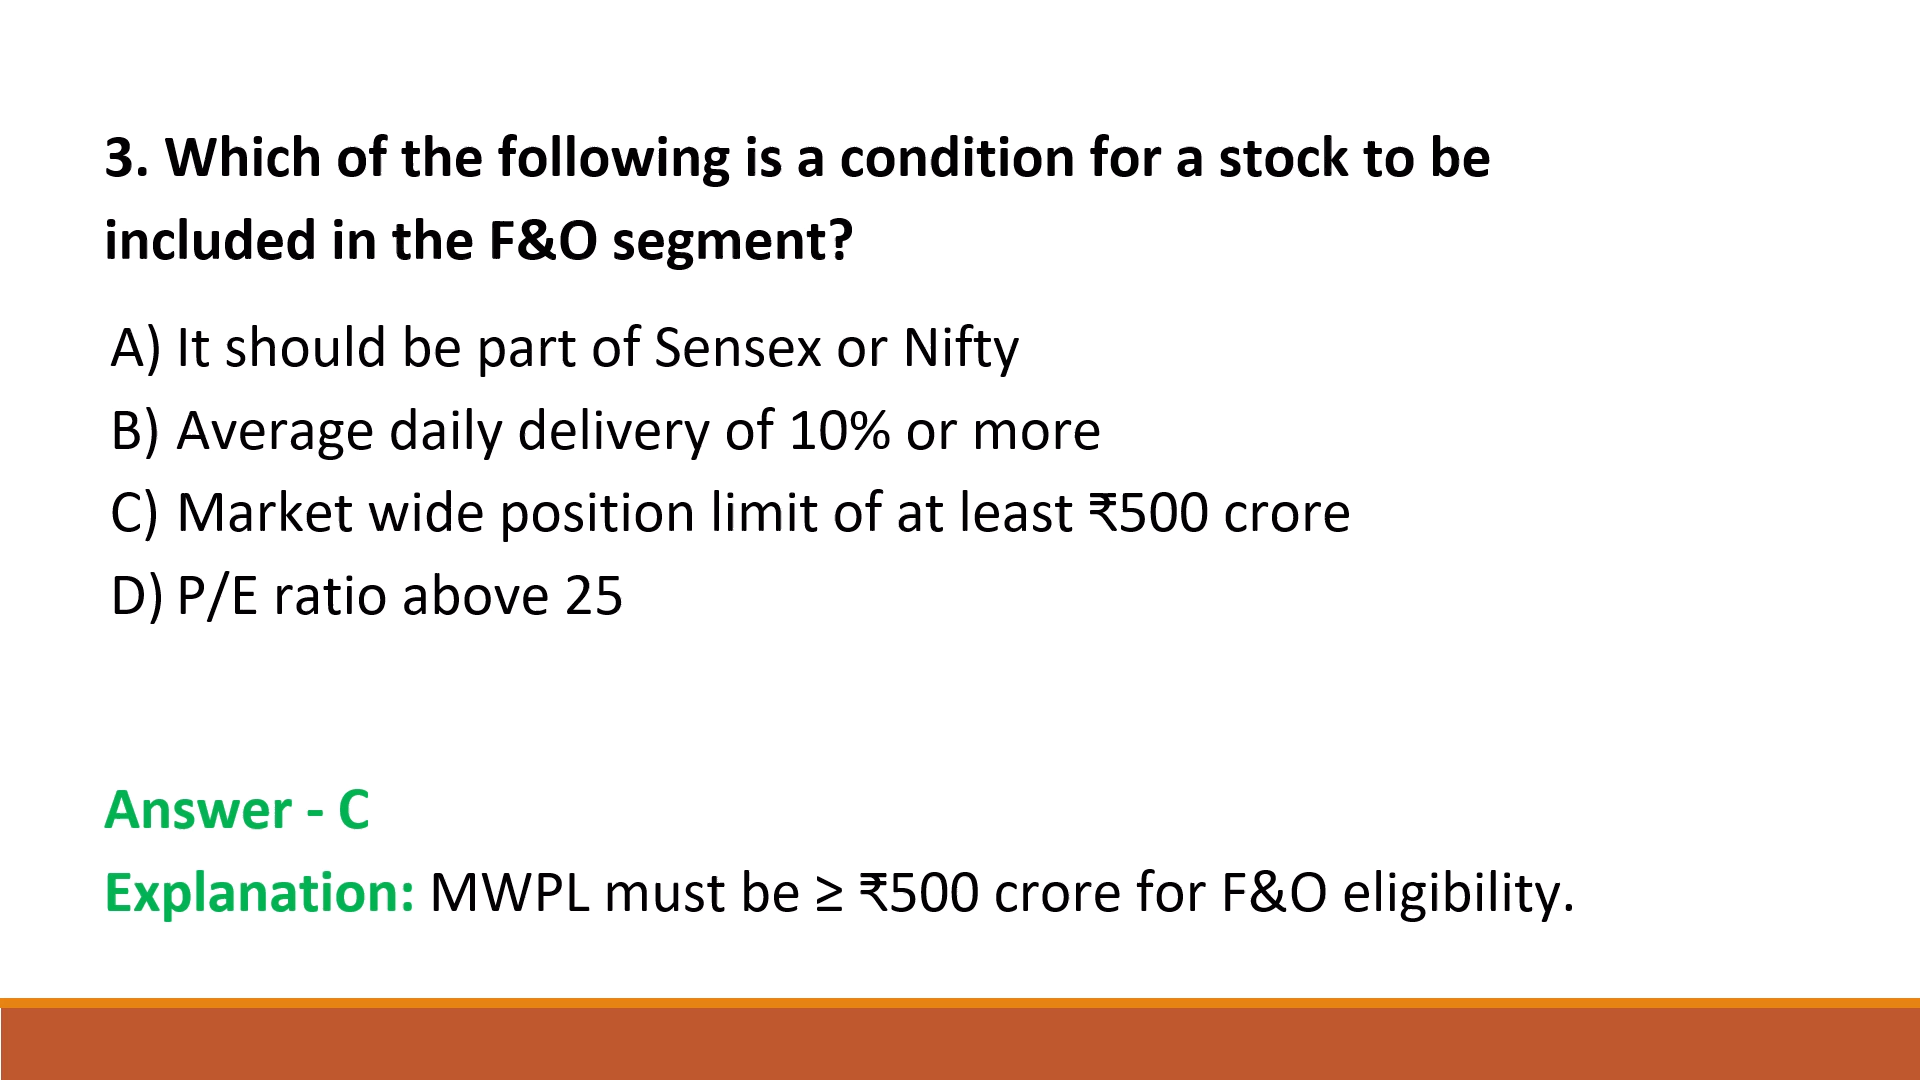 3. Which of the following is a condition for a stock to be
included in the F&O segment?
A) It should be part of Sensex or Nifty
B) Average daily delivery of 10% or more
C) Market wide position limit of at least ₹500 crore
D) P/E ratio above 25
Answer - C
Explanation: MWPL must be ≥ ₹500 crore for F&O eligibility.